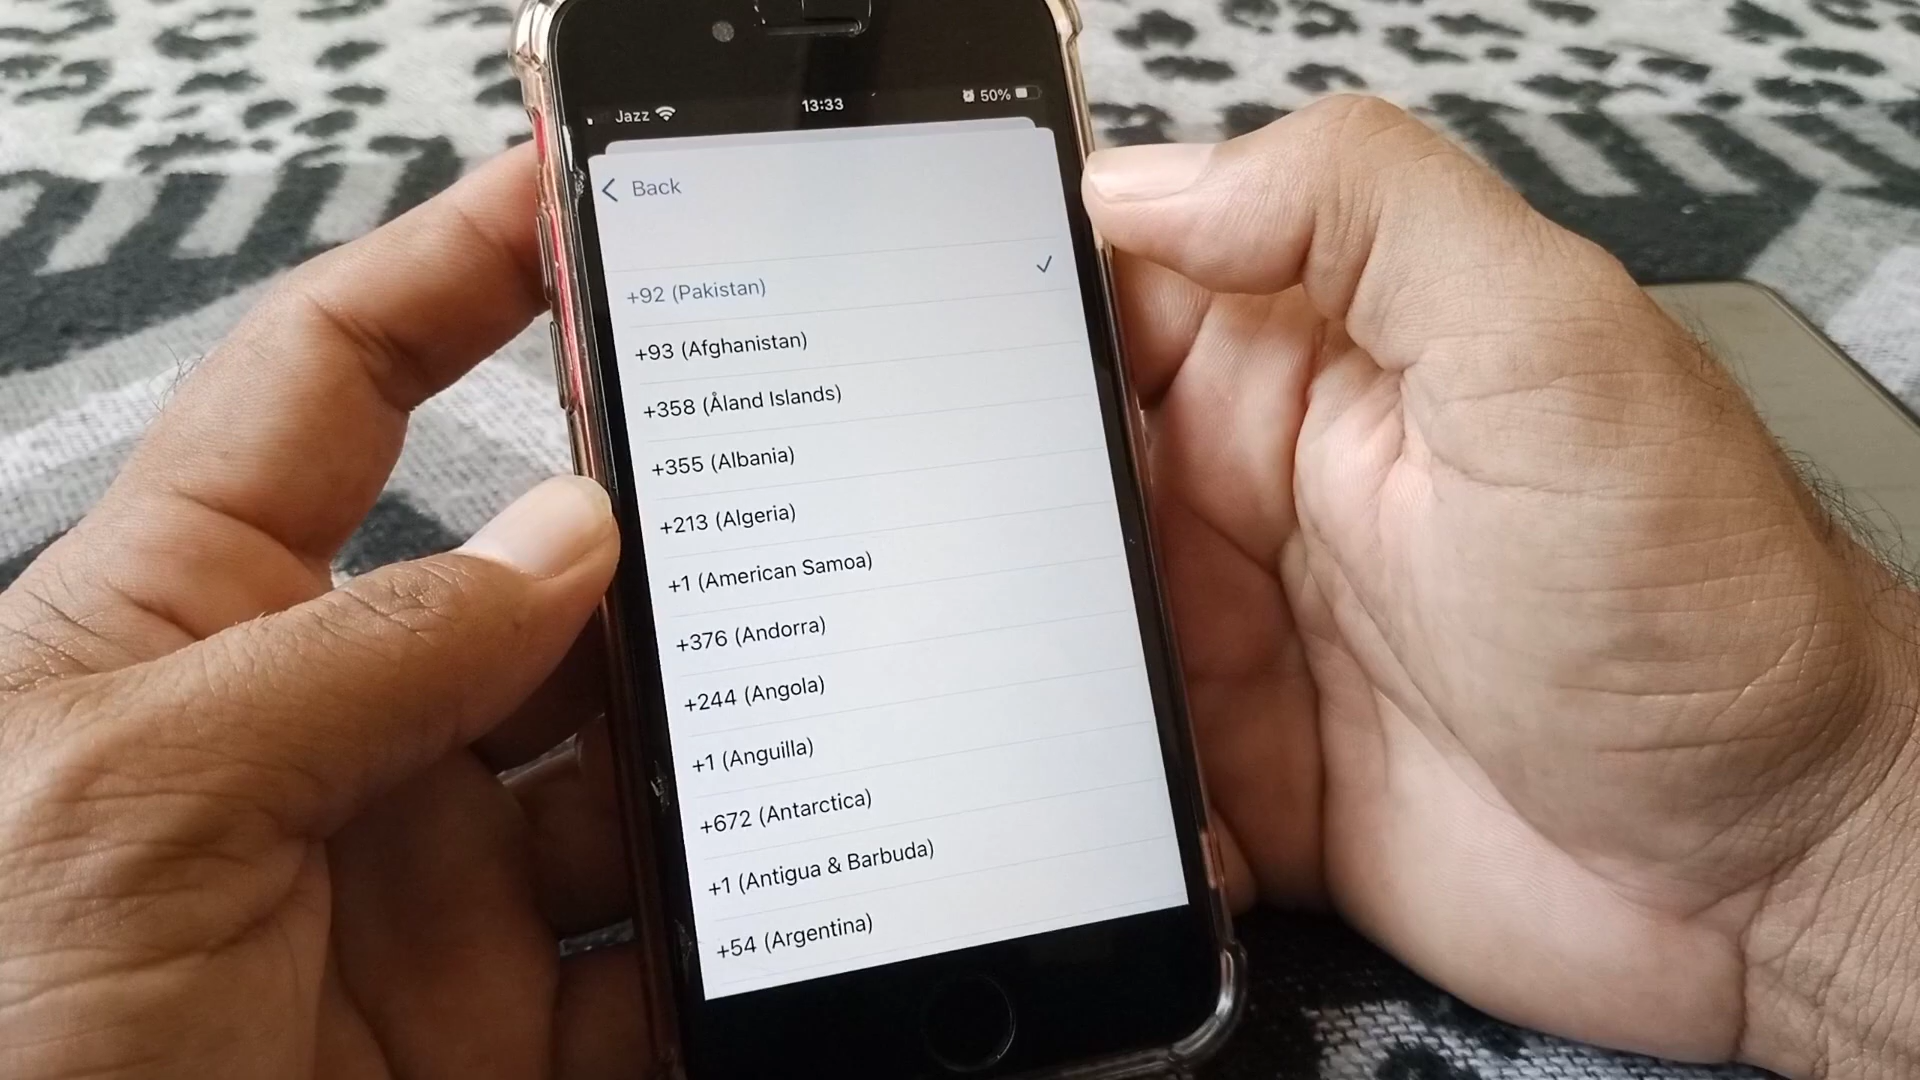 Jazz 13:33 50%
Back
+92 (Pakistan)
+93 (Afghanistan)
+358 (Åland Islands)
+355 (Albania)
+213 (Algeria)
+1 (American Samoa)
+376 (Andorra)
+244 (Angola)
+1 (Anguilla)
+672 (Antarctica)
+1 (Antigua & Barbuda)
+54 (Argentina)